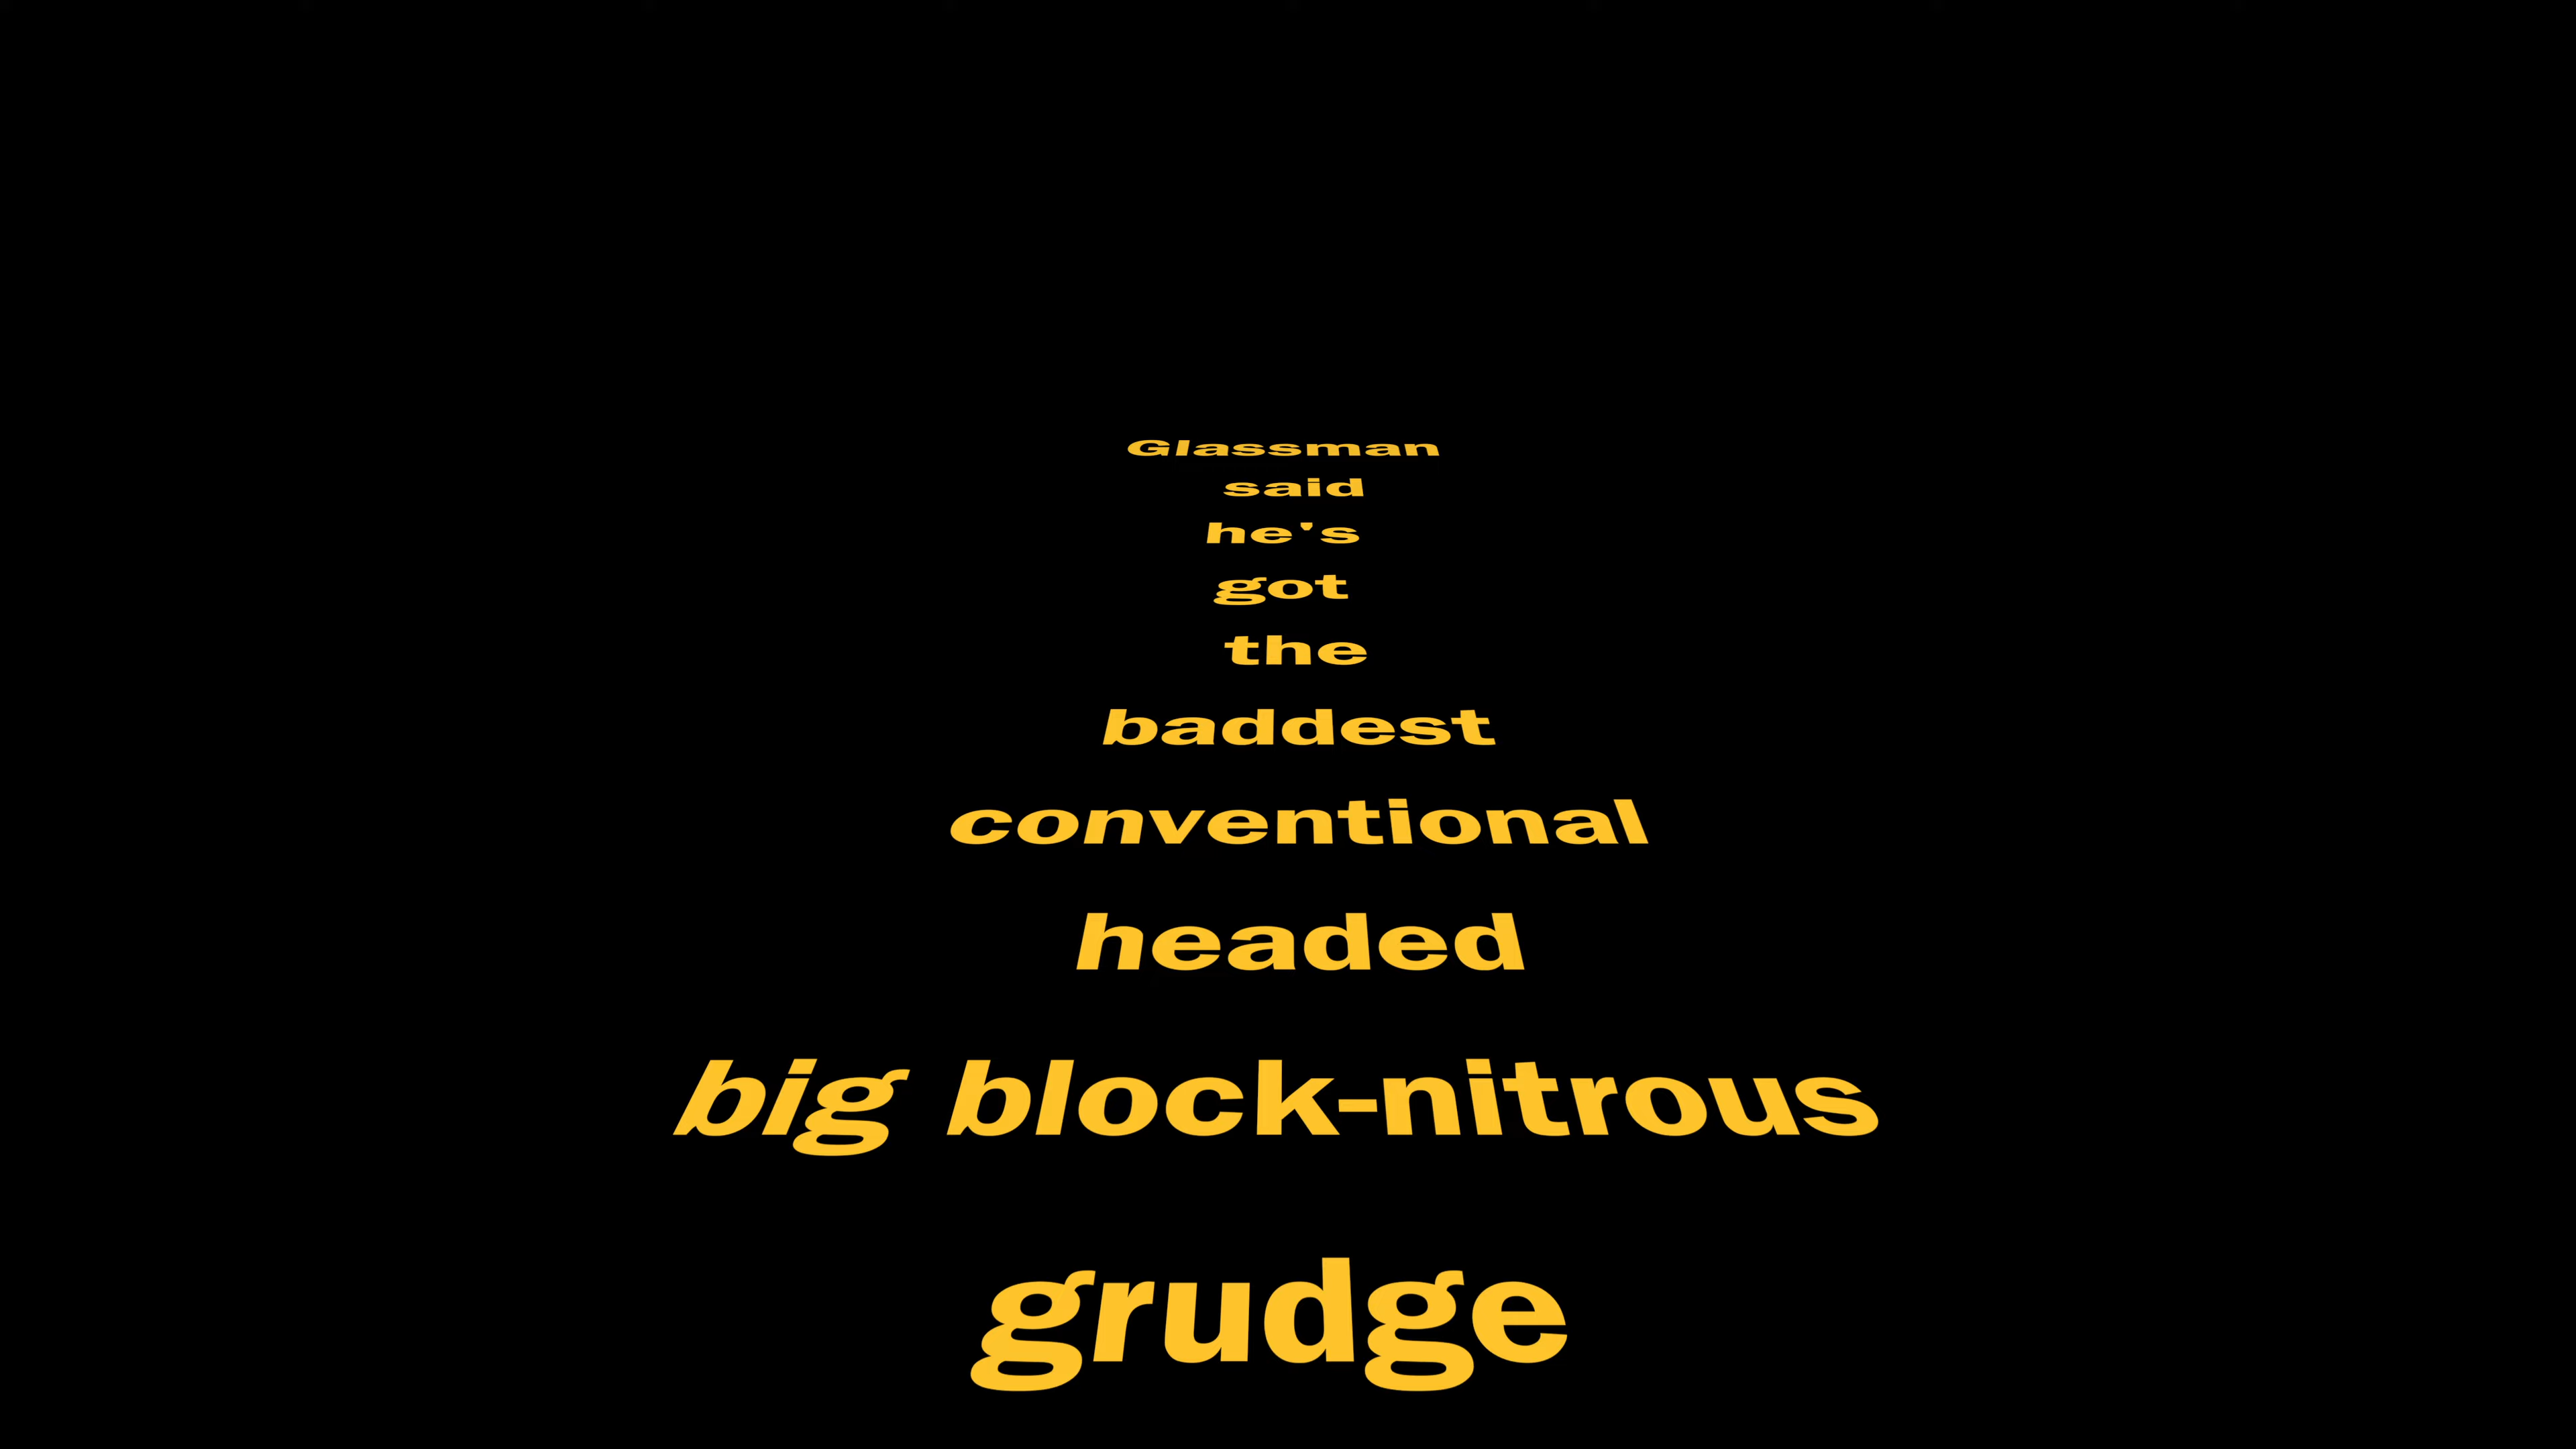 Glassman
said
he's
got
the
baddest
conventional
headed
big block-nitrous
grudge